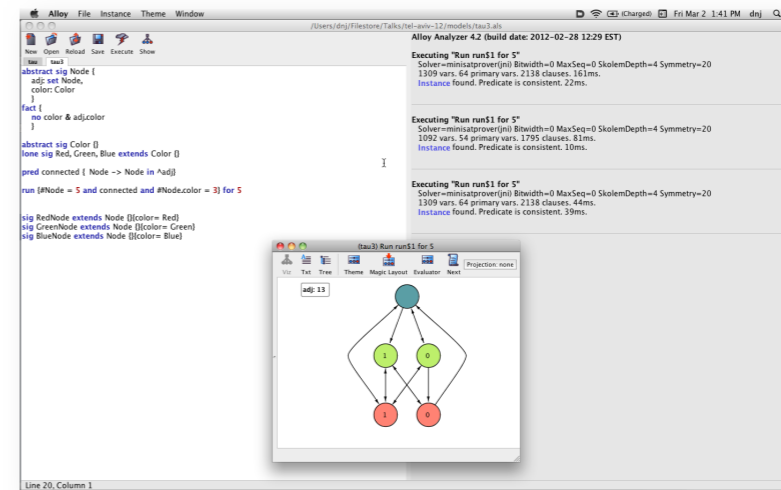 Alloy File Instance Theme Window (Charged) Fri Mar 2 1:41 PM dnj
/Users/dnj/Filestore/Talks/tel-aviv-12/models/tau3.als
New Open Reload Save Execute Show
tau tau3
abstract sig Node {
adj: set Node,
color: Color
}
fact {
no color & adj.color
}
abstract sig Color {}
lone sig Red, Green, Blue extends Color {}
pred connected { Node -> Node in ^adj}
run {#Node = 5 and connected and #Node.color = 3} for 5
sig RedNode extends Node {}{color= Red}
sig GreenNode extends Node {}{color= Green}
sig BlueNode extends Node {}{color= Blue}
Line 20, Column 1
Alloy Analyzer 4.2 (build date: 2012-02-28 12:29 EST)
Executing "Run run$1 for 5"
Solver=minisatprover(jni) Bitwidth=0 MaxSeq=0 SkolemDepth=4 Symmetry=20
1309 vars. 64 primary vars. 2138 clauses. 161ms.
Instance found. Predicate is consistent. 22ms.
Executing "Run run$1 for 5"
Solver=minisatprover(jni) Bitwidth=0 MaxSeq=0 SkolemDepth=4 Symmetry=20
1092 vars. 54 primary vars. 1795 clauses. 81ms.
Instance found. Predicate is consistent. 10ms.
Executing "Run run$1 for 5"
Solver=minisatprover(jni) Bitwidth=0 MaxSeq=0 SkolemDepth=4 Symmetry=20
1309 vars. 64 primary vars. 2138 clauses. 44ms.
Instance found. Predicate is consistent. 39ms.
(tau3) Run run$1 for 5
Viz Txt Tree Theme Magic Layout Evaluator Next Projection: none
adj: 13
1 0
1 0